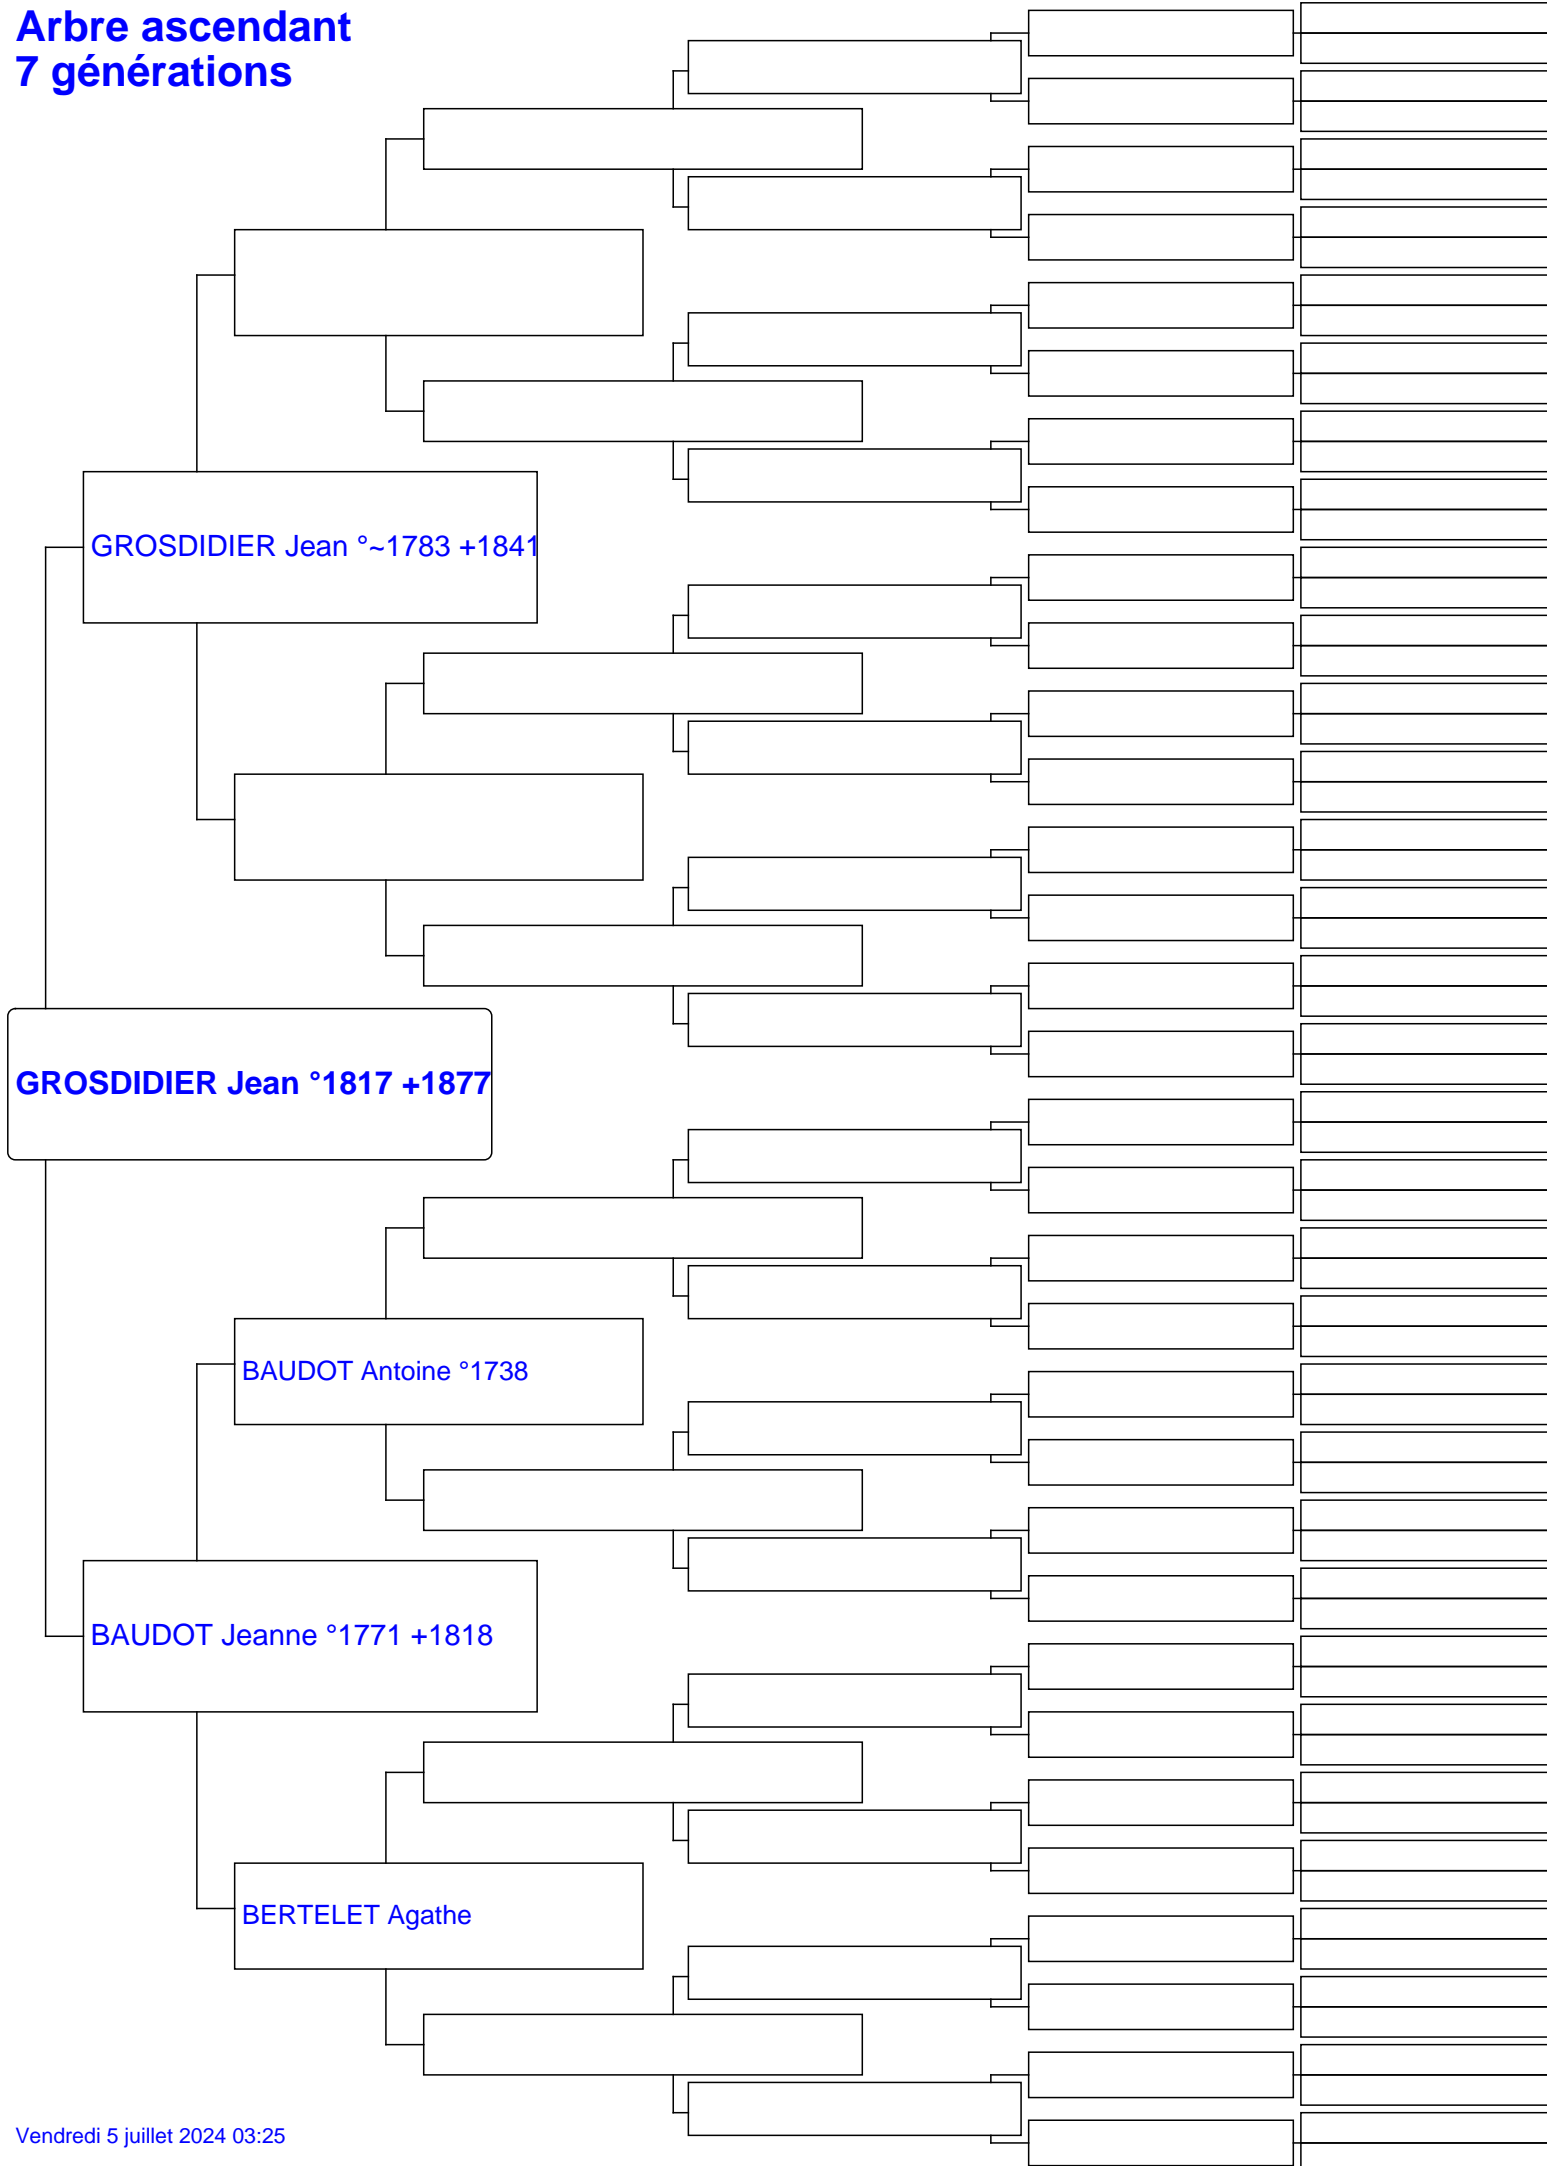 Arbre ascendant
7 générations
GROSDIDIER Jean °~1783 +1841
GROSDIDIER Jean °1817 +1877
BAUDOT Antoine °1738
BAUDOT Jeanne °1771 +1818
BERTELET Agathe
Vendredi 5 juillet 2024 03:25